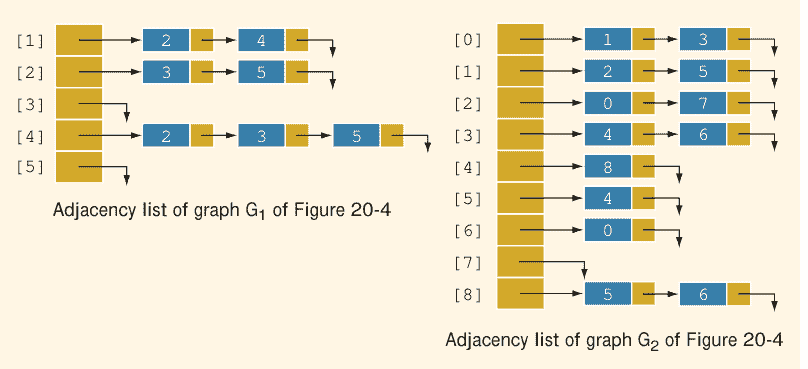 [1] 2 4
[2] 3 5
[3]
[4] 2 3 5
[5]
Adjacency list of graph G1 of Figure 20-4
[0] 1 3
[1] 2 5
[2] 0 7
[3] 4 6
[4] 8
[5] 4
[6] 0
[7]
[8] 5 6
Adjacency list of graph G2 of Figure 20-4